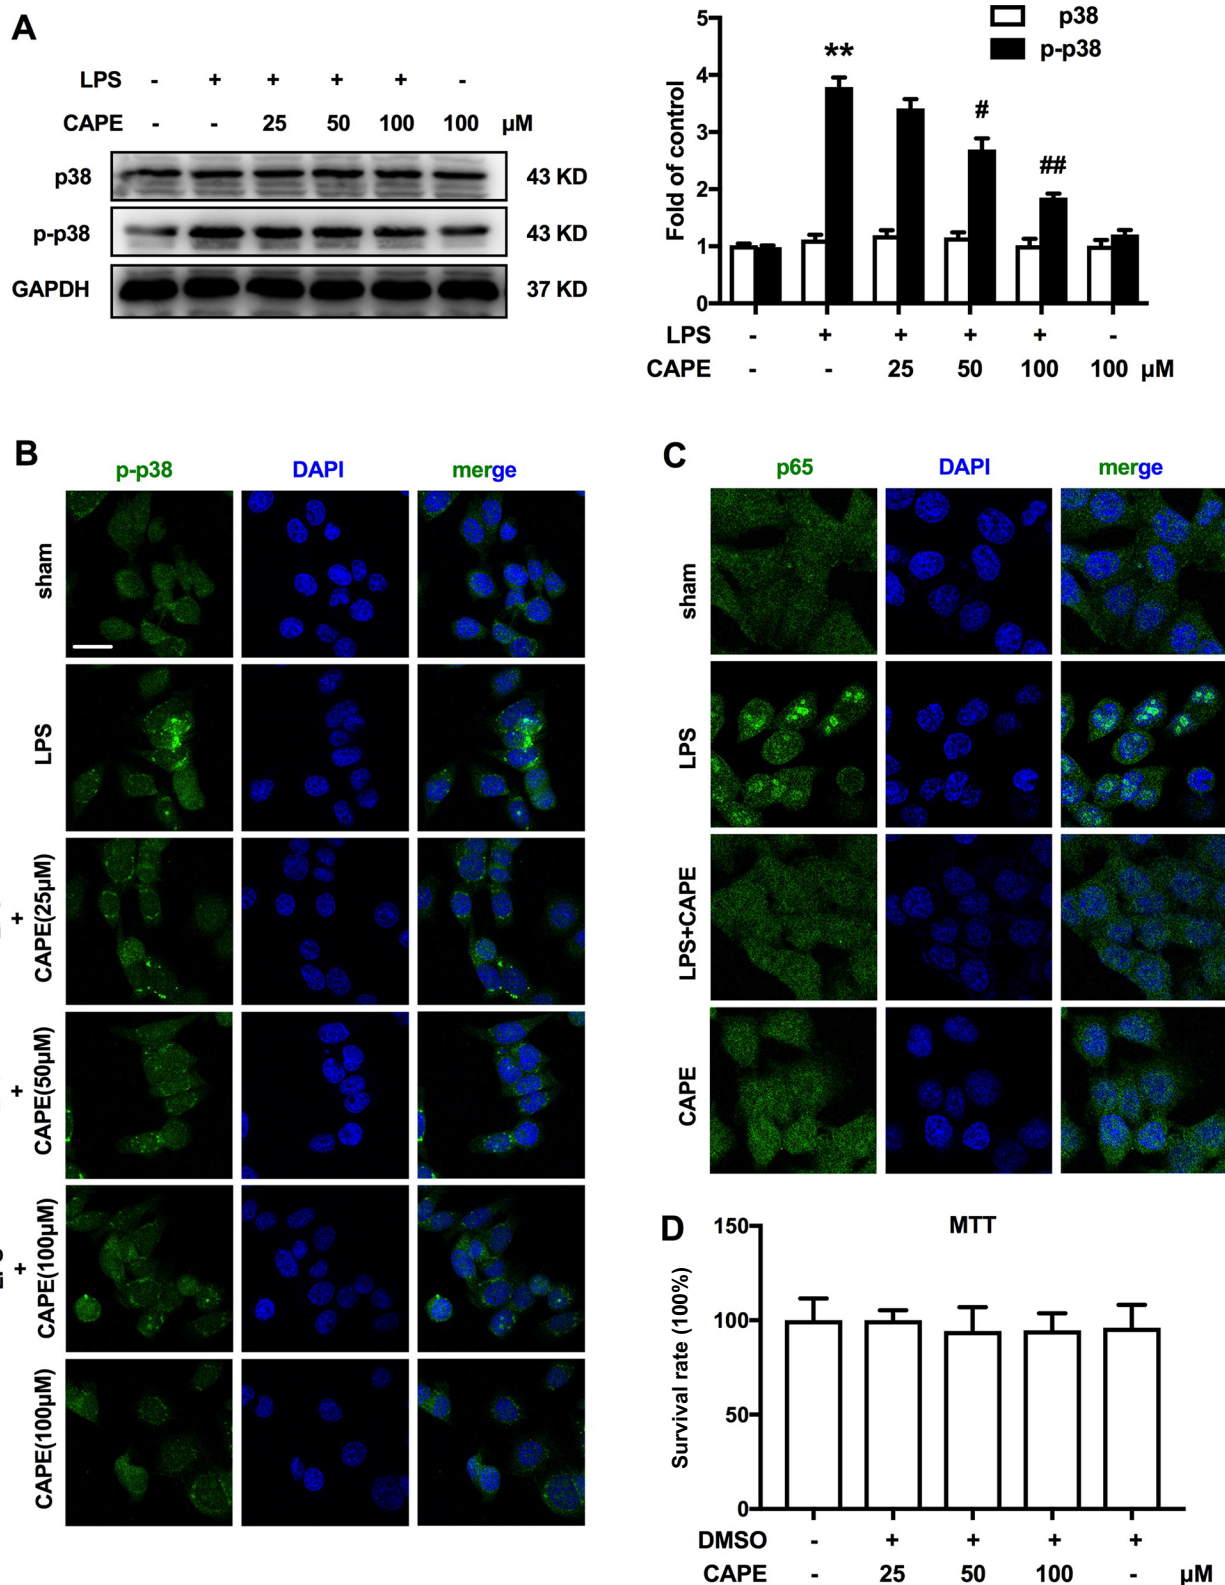 A
LPS - + + + + -
CAPE - - 25 50 100 100 µM
p38 43 KD
p-p38 43 KD
GAPDH 37 KD
p38
p-p38
**
#
##
Fold of control
5
4
3
2
1
0
LPS - + + + + -
CAPE - - 25 50 100 100 µM
B
p-p38 DAPI merge
sham
LPS
+
CAPE(25µM)
+
CAPE(50µM)
+
CAPE(100µM)
CAPE(100µM)
C
p65 DAPI merge
sham
LPS
LPS+CAPE
CAPE
D
MTT
Survival rate (100%)
150
100
50
0
DMSO - + + + +
CAPE - 25 50 100 - µM